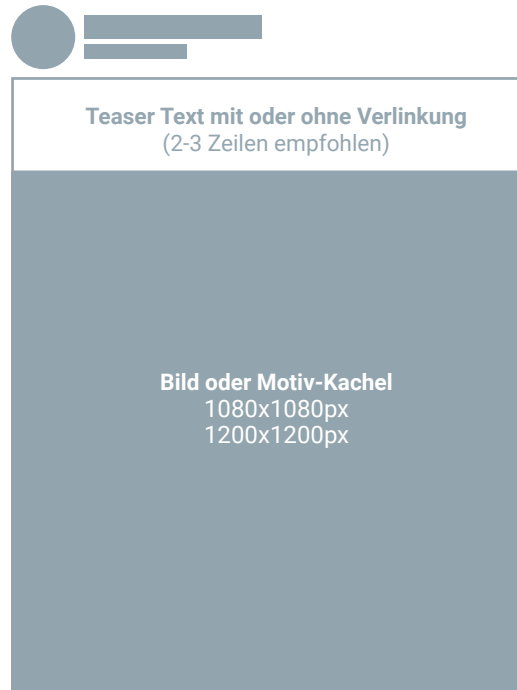 Teaser Text mit oder ohne Verlinkung
(2-3 Zeilen empfohlen)
Bild oder Motiv-Kachel
1080x1080px
1200x1200px